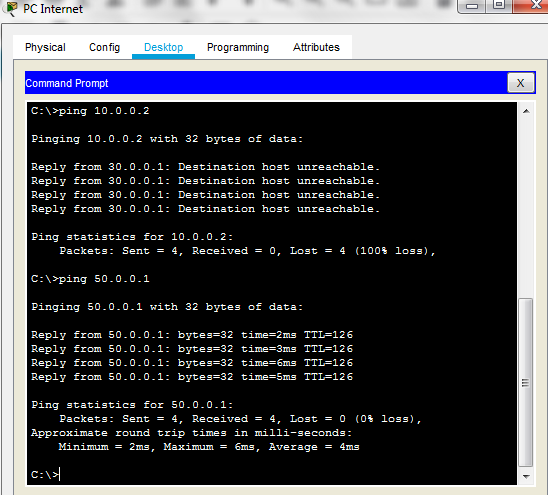 PC Internet
Physical Config Desktop Programming Attributes
Command Prompt
X
C:\>ping 10.0.0.2
Pinging 10.0.0.2 with 32 bytes of data:
Reply from 30.0.0.1: Destination host unreachable.
Reply from 30.0.0.1: Destination host unreachable.
Reply from 30.0.0.1: Destination host unreachable.
Reply from 30.0.0.1: Destination host unreachable.
Ping statistics for 10.0.0.2:
Packets: Sent = 4, Received = 0, Lost = 4 (100% loss),
C:\>ping 50.0.0.1
Pinging 50.0.0.1 with 32 bytes of data:
Reply from 50.0.0.1: bytes=32 time=2ms TTL=126
Reply from 50.0.0.1: bytes=32 time=3ms TTL=126
Reply from 50.0.0.1: bytes=32 time=6ms TTL=126
Reply from 50.0.0.1: bytes=32 time=5ms TTL=126
Ping statistics for 50.0.0.1:
Packets: Sent = 4, Received = 4, Lost = 0 (0% loss),
Approximate round trip times in milli-seconds:
Minimum = 2ms, Maximum = 6ms, Average = 4ms
C:\>